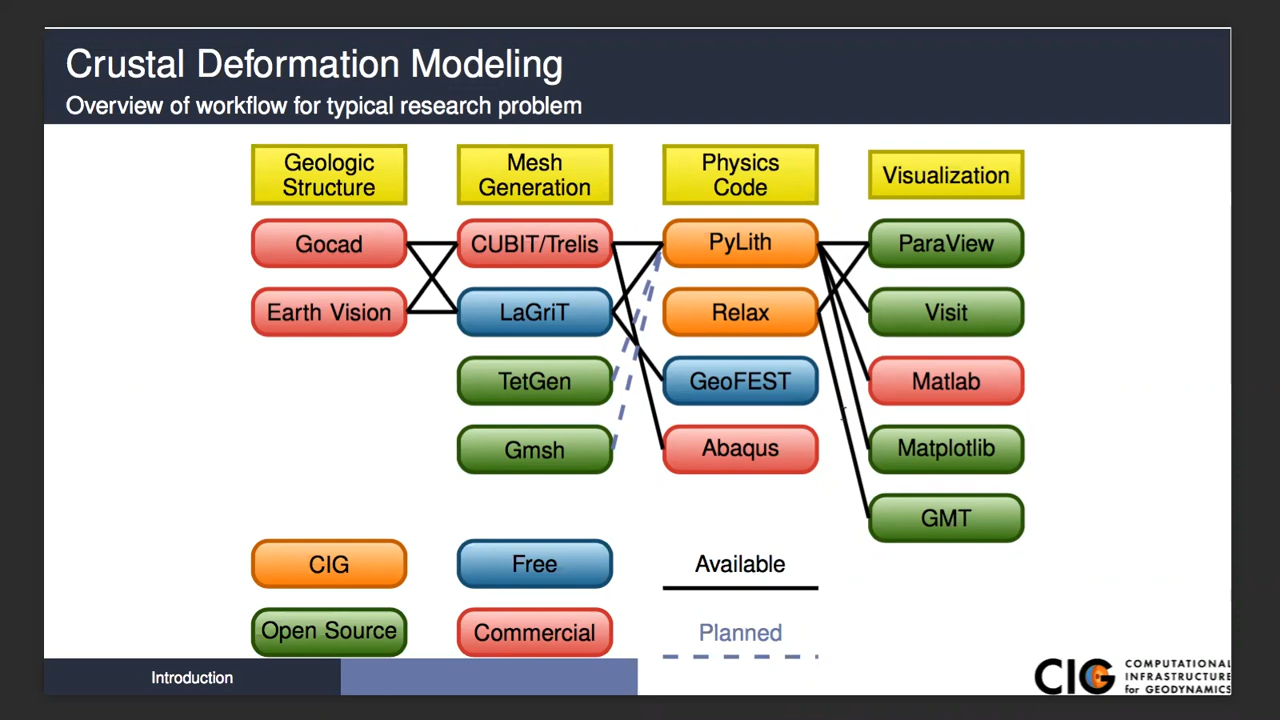 Crustal Deformation Modeling
Overview of workflow for typical research problem
Geologic
Structure
Mesh
Generation
Physics
Code
Visualization
Gocad
CUBIT/Trelis
PyLith
ParaView
Earth Vision
LaGriT
Relax
Visit
TetGen
GeoFEST
Matlab
Gmsh
Abaqus
Matplotlib
GMT
CIG
Free
Available
Open Source
Commercial
Planned
Introduction
CIG
COMPUTATIONAL
INFRASTRUCTURE
for GEODYNAMICS